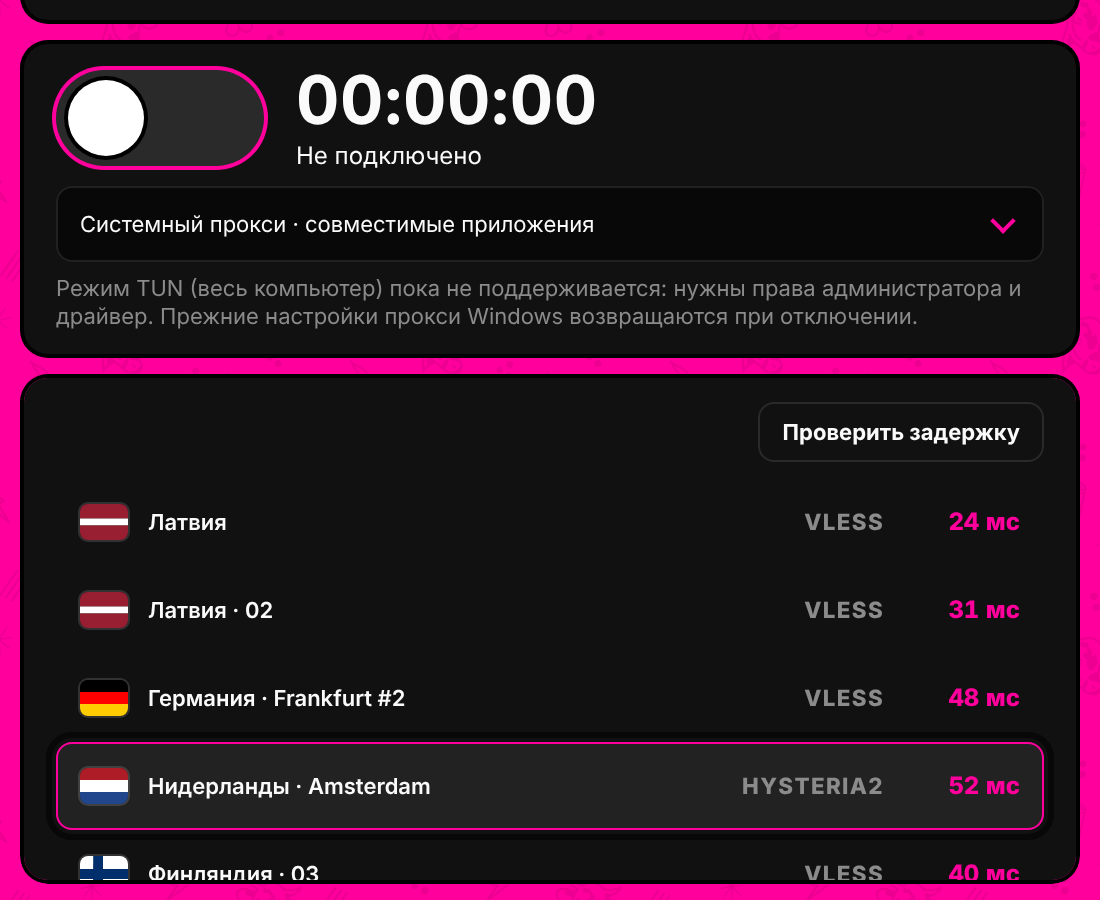 00:00:00
Не подключено
Системный прокси · совместимые приложения
Режим TUN (весь компьютер) пока не поддерживается: нужны права администратора и
драйвер. Прежние настройки прокси Windows возвращаются при отключении.
Проверить задержку
Латвия VLESS 24 мс
Латвия · 02 VLESS 31 мс
Германия · Frankfurt #2 VLESS 48 мс
Нидерланды · Amsterdam HYSTERIA2 52 мс
Финляндия · 03 VLESS 40 мс